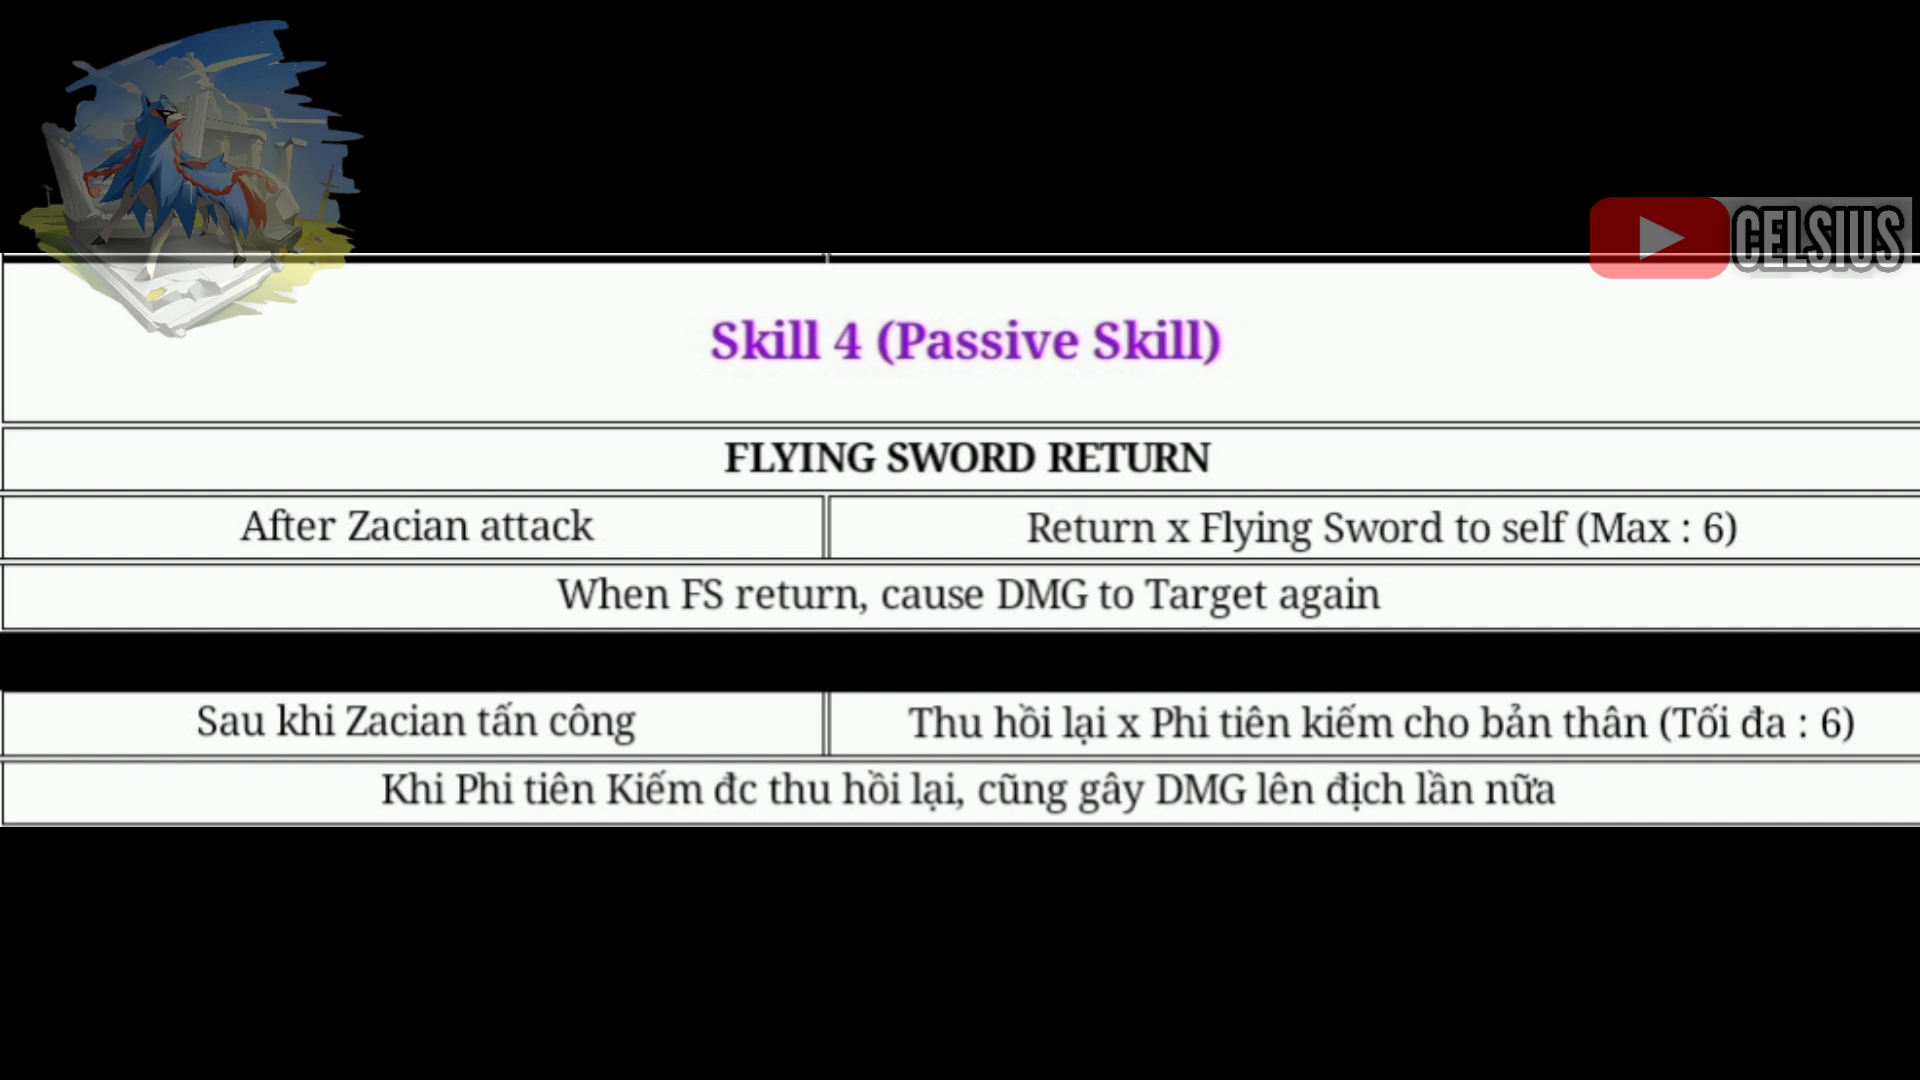 CELSIUS
Skill 4 (Passive Skill)
FLYING SWORD RETURN
After Zacian attack
Return x Flying Sword to self (Max : 6)
When FS return, cause DMG to Target again
Sau khi Zacian tấn công
Thu hồi lại x Phi tiên kiếm cho bản thân (Tối đa : 6)
Khi Phi tiên Kiếm đc thu hồi lại, cũng gây DMG lên địch lần nữa